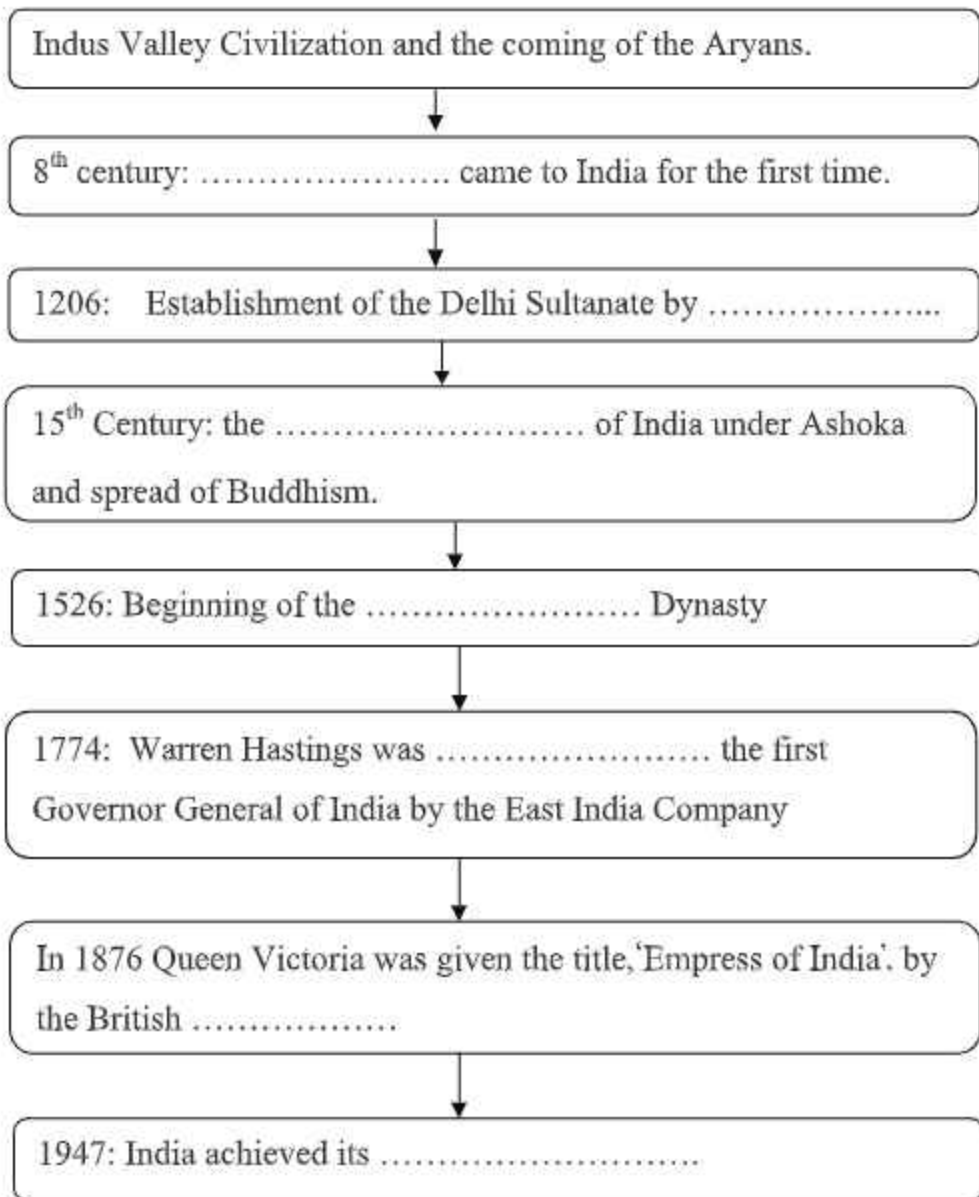 Indus Valley Civilization and the coming of the Aryans.
8th century: …………………… came to India for the first time.
1206: Establishment of the Delhi Sultanate by …………………...
15th Century: the ………………………… of India under Ashoka
and spread of Buddhism.
1526: Beginning of the ……………………… Dynasty
1774: Warren Hastings was ……………………… the first
Governor General of India by the East India Company
In 1876 Queen Victoria was given the title,'Empress of India'. by
the British ………………
1947: India achieved its ………………………….